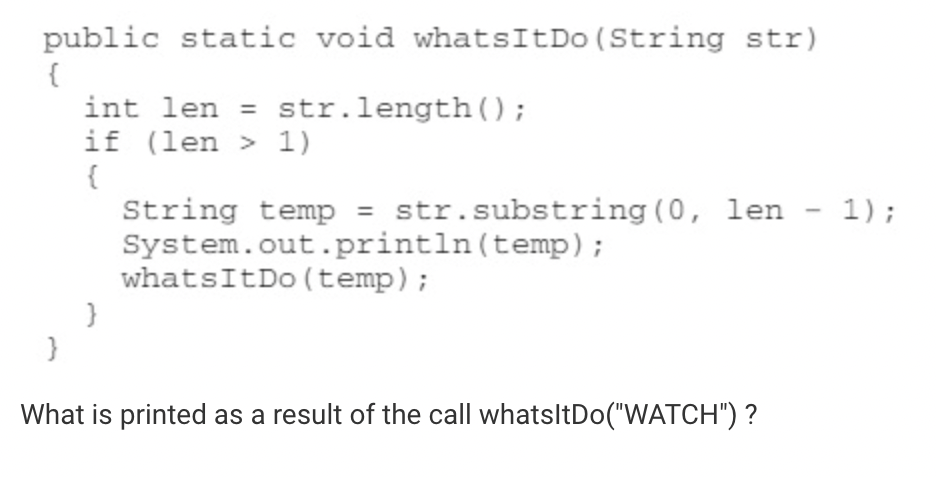 public static void whatsItDo(String str)
{
int len = str.length();
if (len > 1)
{
String temp = str.substring(0, len - 1);
System.out.println(temp);
whatsItDo(temp);
}
}
What is printed as a result of the call whatsItDo("WATCH") ?